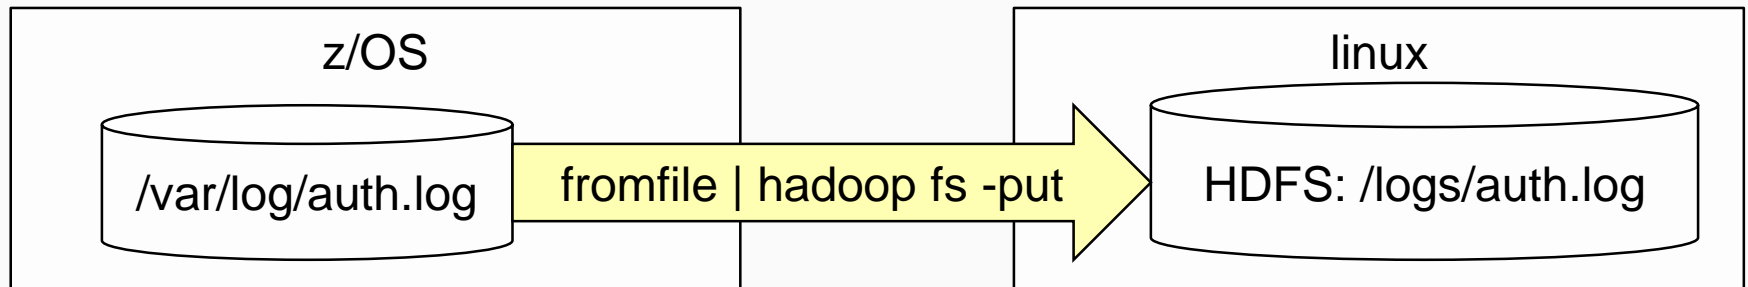 z/OS
linux
/var/log/auth.log
fromfile | hadoop fs -put
HDFS: /logs/auth.log